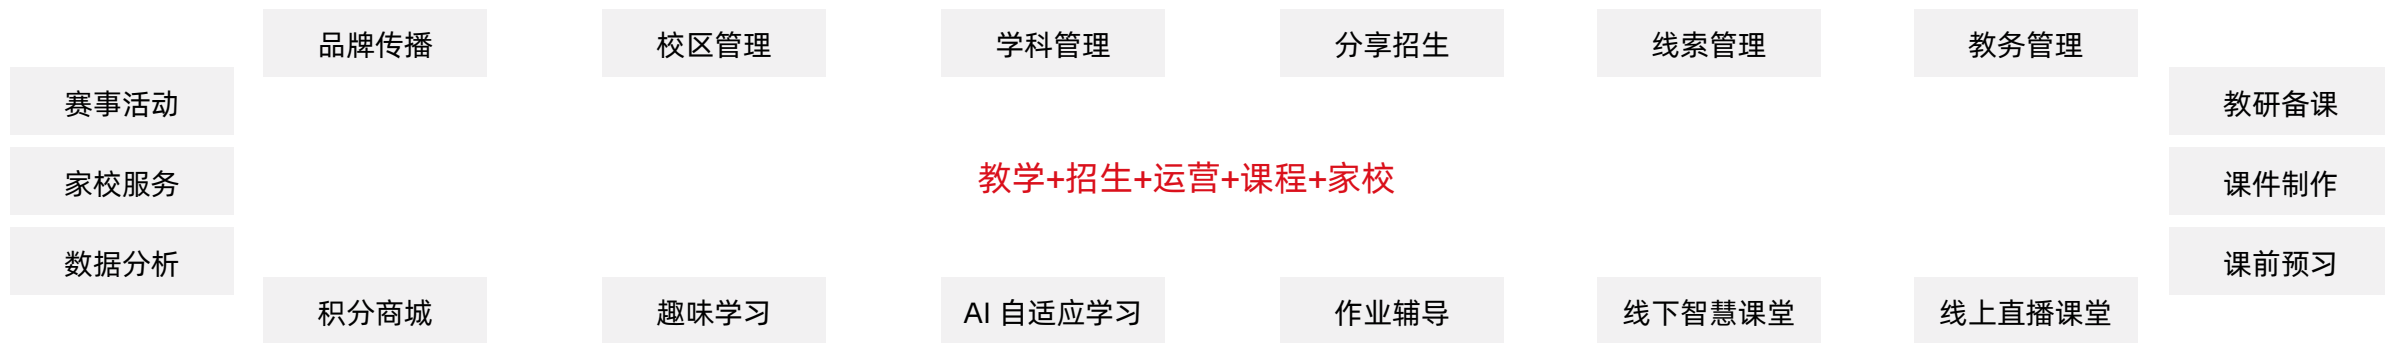 品牌传播
校区管理
学科管理
分享招生
线索管理
教务管理
赛事活动
教研备课
教学+招生+运营+课程+家校
家校服务
课件制作
数据分析
课前预习
积分商城
趣味学习
AI 自适应学习
作业辅导
线下智慧课堂
线上直播课堂